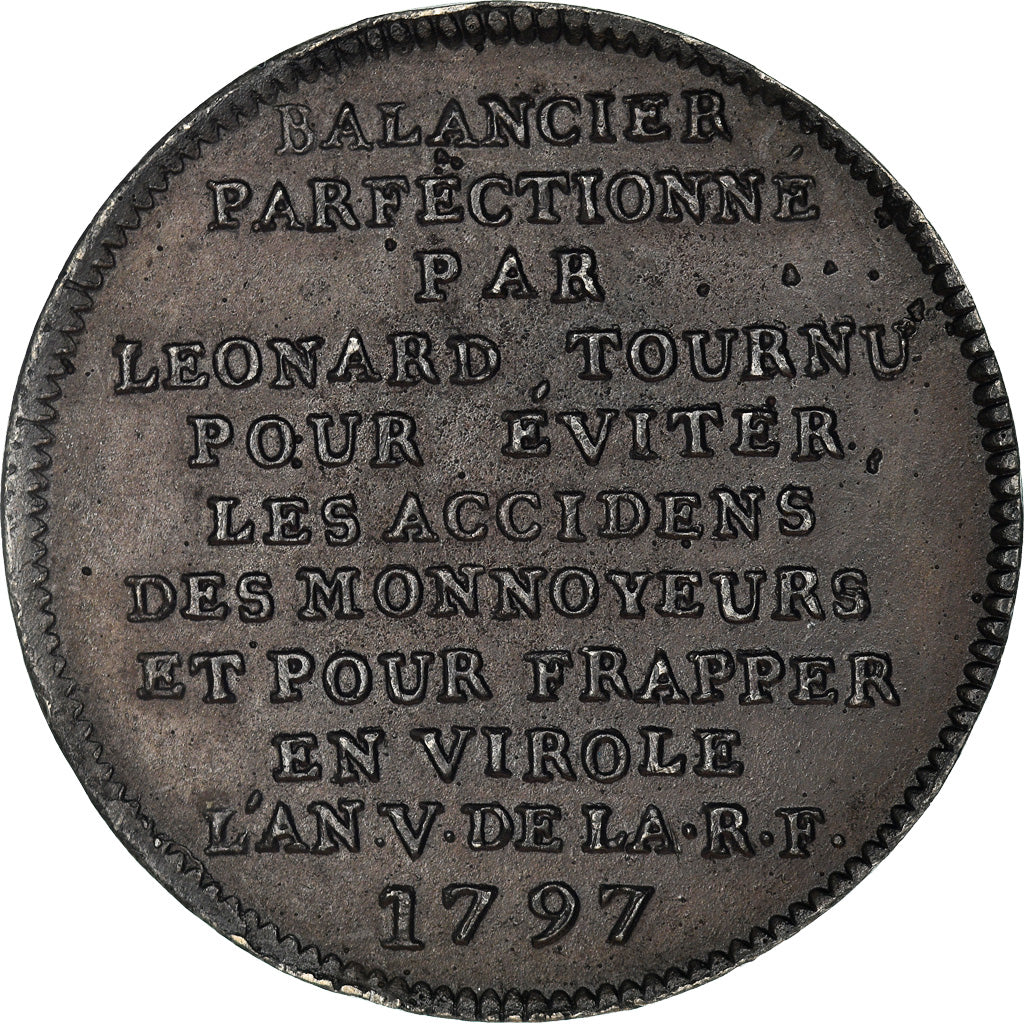 BALANCIER
PARFECTIONNÉ
PAR
LEONARD TOURNU
POUR ÉVITER
LES ACCIDENS
DES MONNOYEURS
ET POUR FRAPPER
EN VIROLE
L'AN·V·DE LA·R·F·
1797